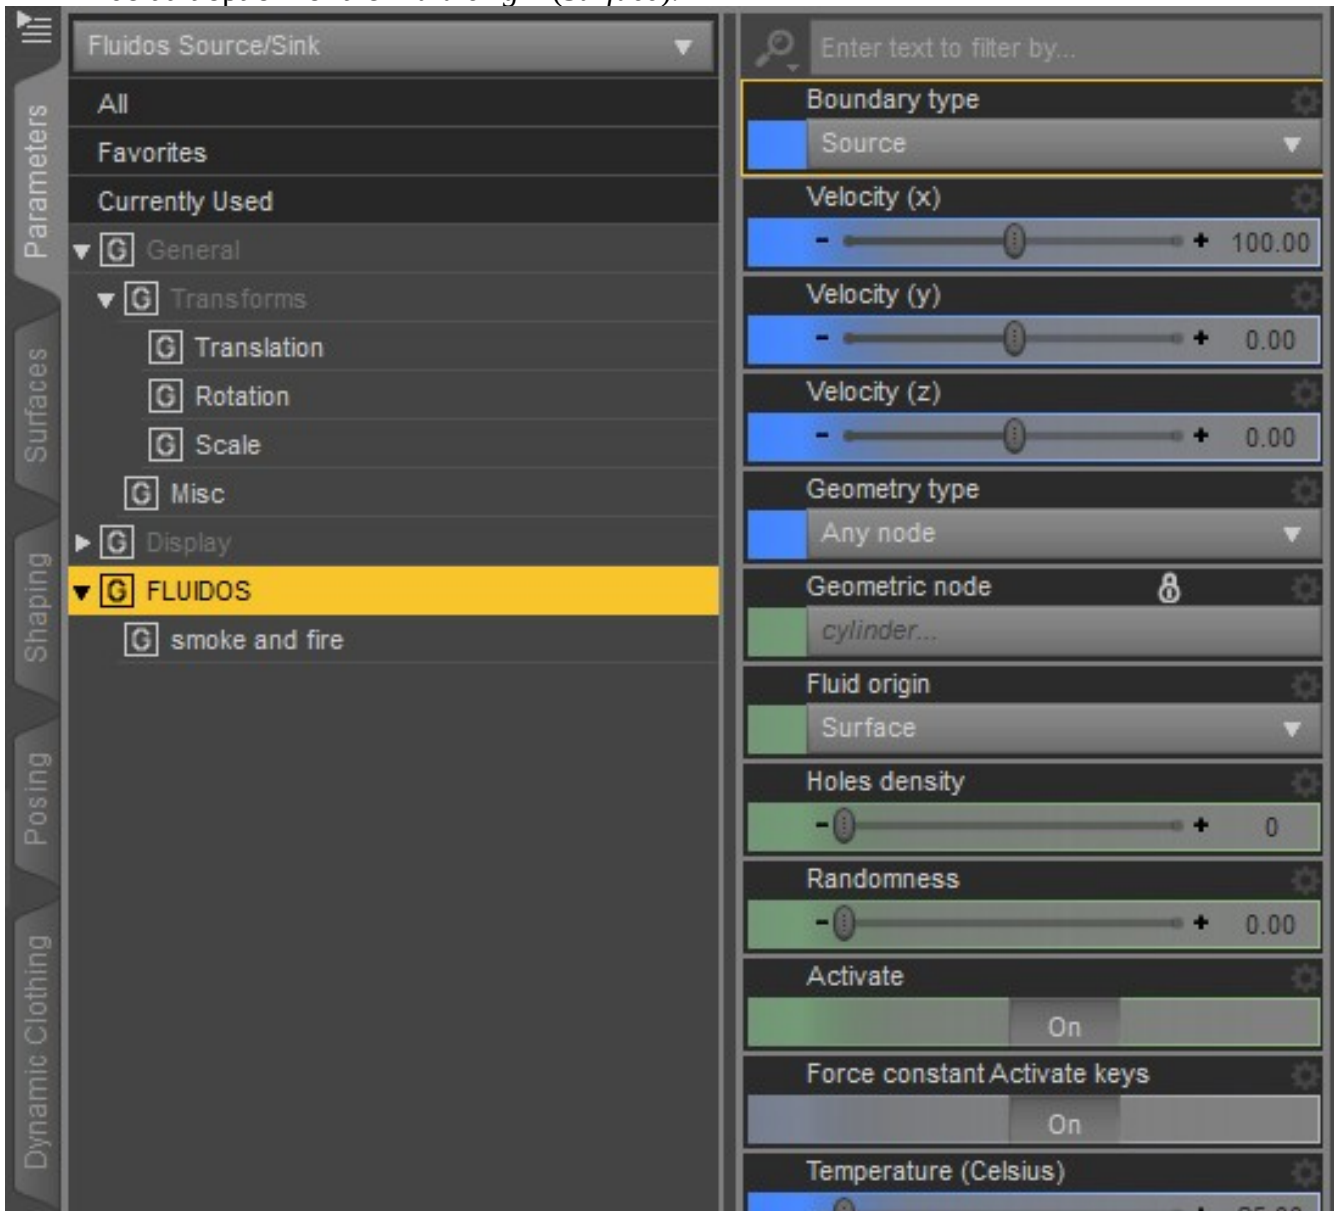 Fluidos Source/Sink
All
Favorites
Currently Used
G General
G Transforms
G Translation
G Rotation
G Scale
G Misc
G Display
G FLUIDOS
G smoke and fire
Parameters
Surfaces
Shaping
Posing
Dynamic Clothing
Enter text to filter by...
Boundary type
Source
Velocity (x)
- + 100.00
Velocity (y)
- + 0.00
Velocity (z)
- + 0.00
Geometry type
Any node
Geometric node
cylinder...
Fluid origin
Surface
Holes density
- + 0
Randomness
- + 0.00
Activate
On
Force constant Activate keys
On
Temperature (Celsius)